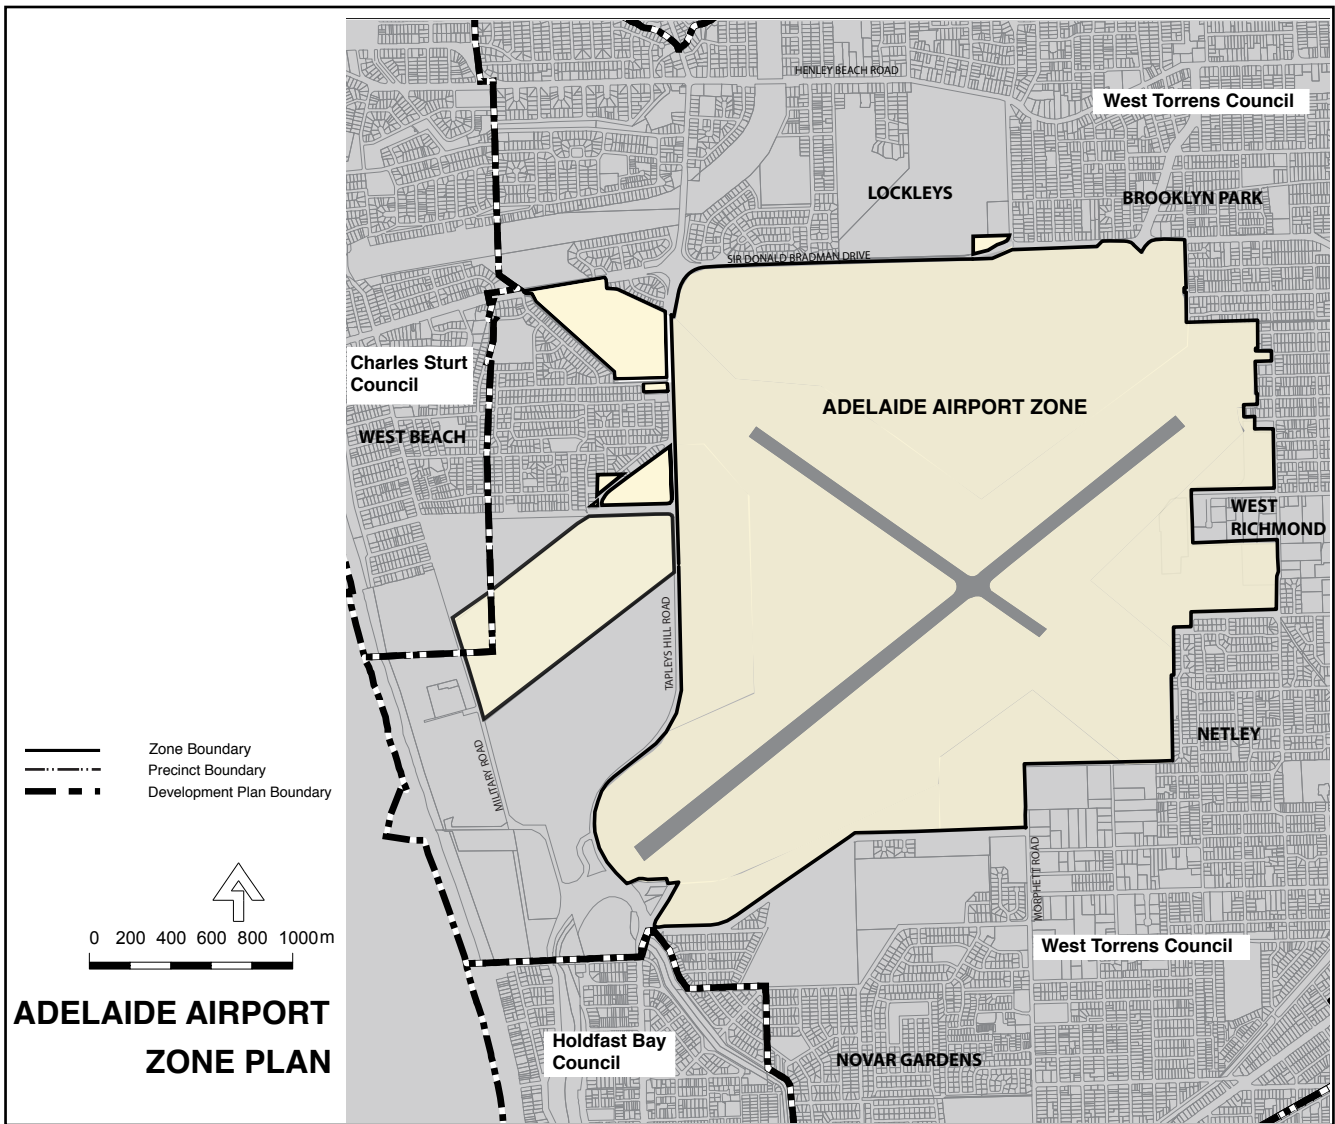 HENLEY BEACH ROAD
West Torrens Council
LOCKLEYS
BROOKLYN PARK
SIR DONALD BRADMAN DRIVE
Charles Sturt
Council
WEST BEACH
ADELAIDE AIRPORT ZONE
WEST
RICHMOND
TAPLEYS HILL ROAD
NETLEY
MILITARY ROAD
Zone Boundary
Precinct Boundary
Development Plan Boundary
MORPHETT ROAD
0 200 400 600 800 1000m
West Torrens Council
ADELAIDE AIRPORT
ZONE PLAN
Holdfast Bay
Council
NOVAR GARDENS